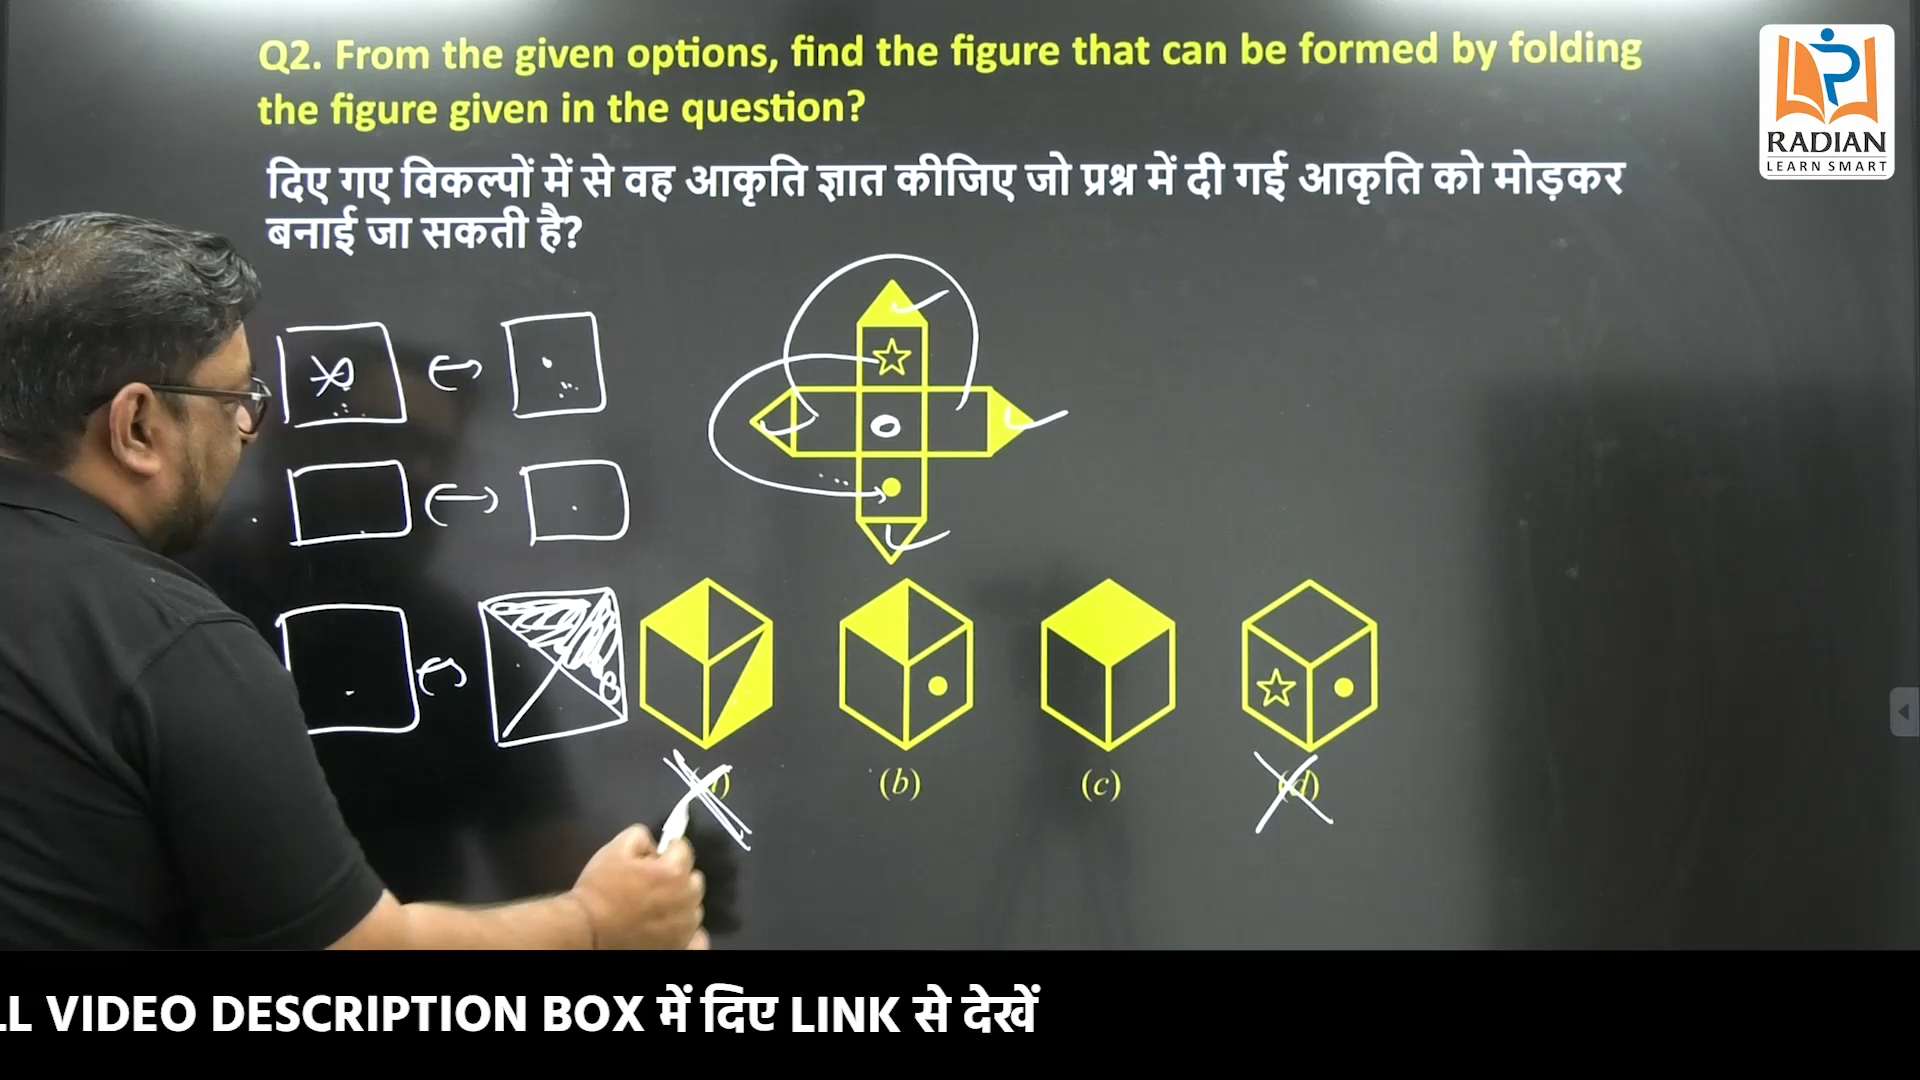 Q2. From the given options, find the figure that can be formed by folding
the figure given in the question?
दिए गए विकल्पों में से वह आकृति ज्ञात कीजिए जो प्रश्न में दी गई आकृति को मोड़कर
बनाई जा सकती है?
RADIAN
LEARN SMART
(b)
(c)
(d)
LL VIDEO DESCRIPTION BOX में दिए LINK से देखें